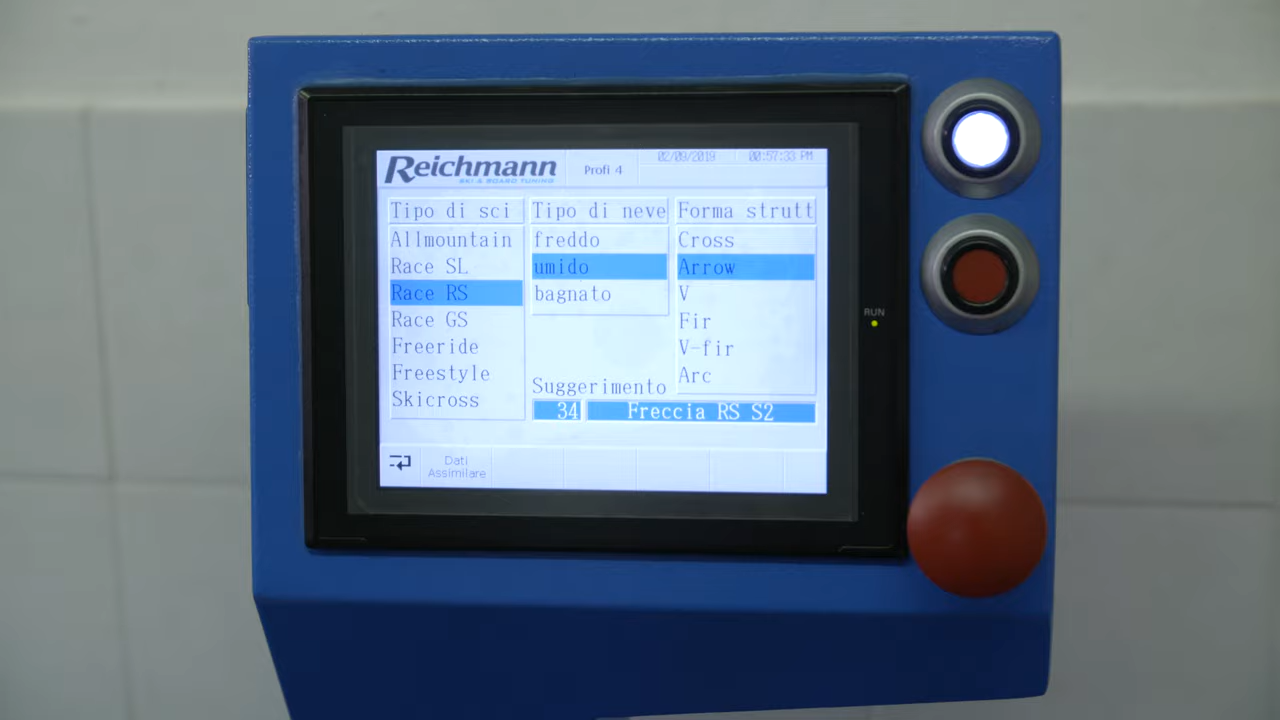 Reichmann
SKI & BOARD TUNING
Profi 4
02/09/2019
00:57:33 PM
Tipo di sci
Allmountain
Race SL
Race RS
Race GS
Freeride
Freestyle
Skicross
Tipo di neve
freddo
umido
bagnato
Forma strutt
Cross
Arrow
V
Fir
V-fir
Arc
Suggerimento
34 Freccia RS S2
Dati
Assimilare
RUN